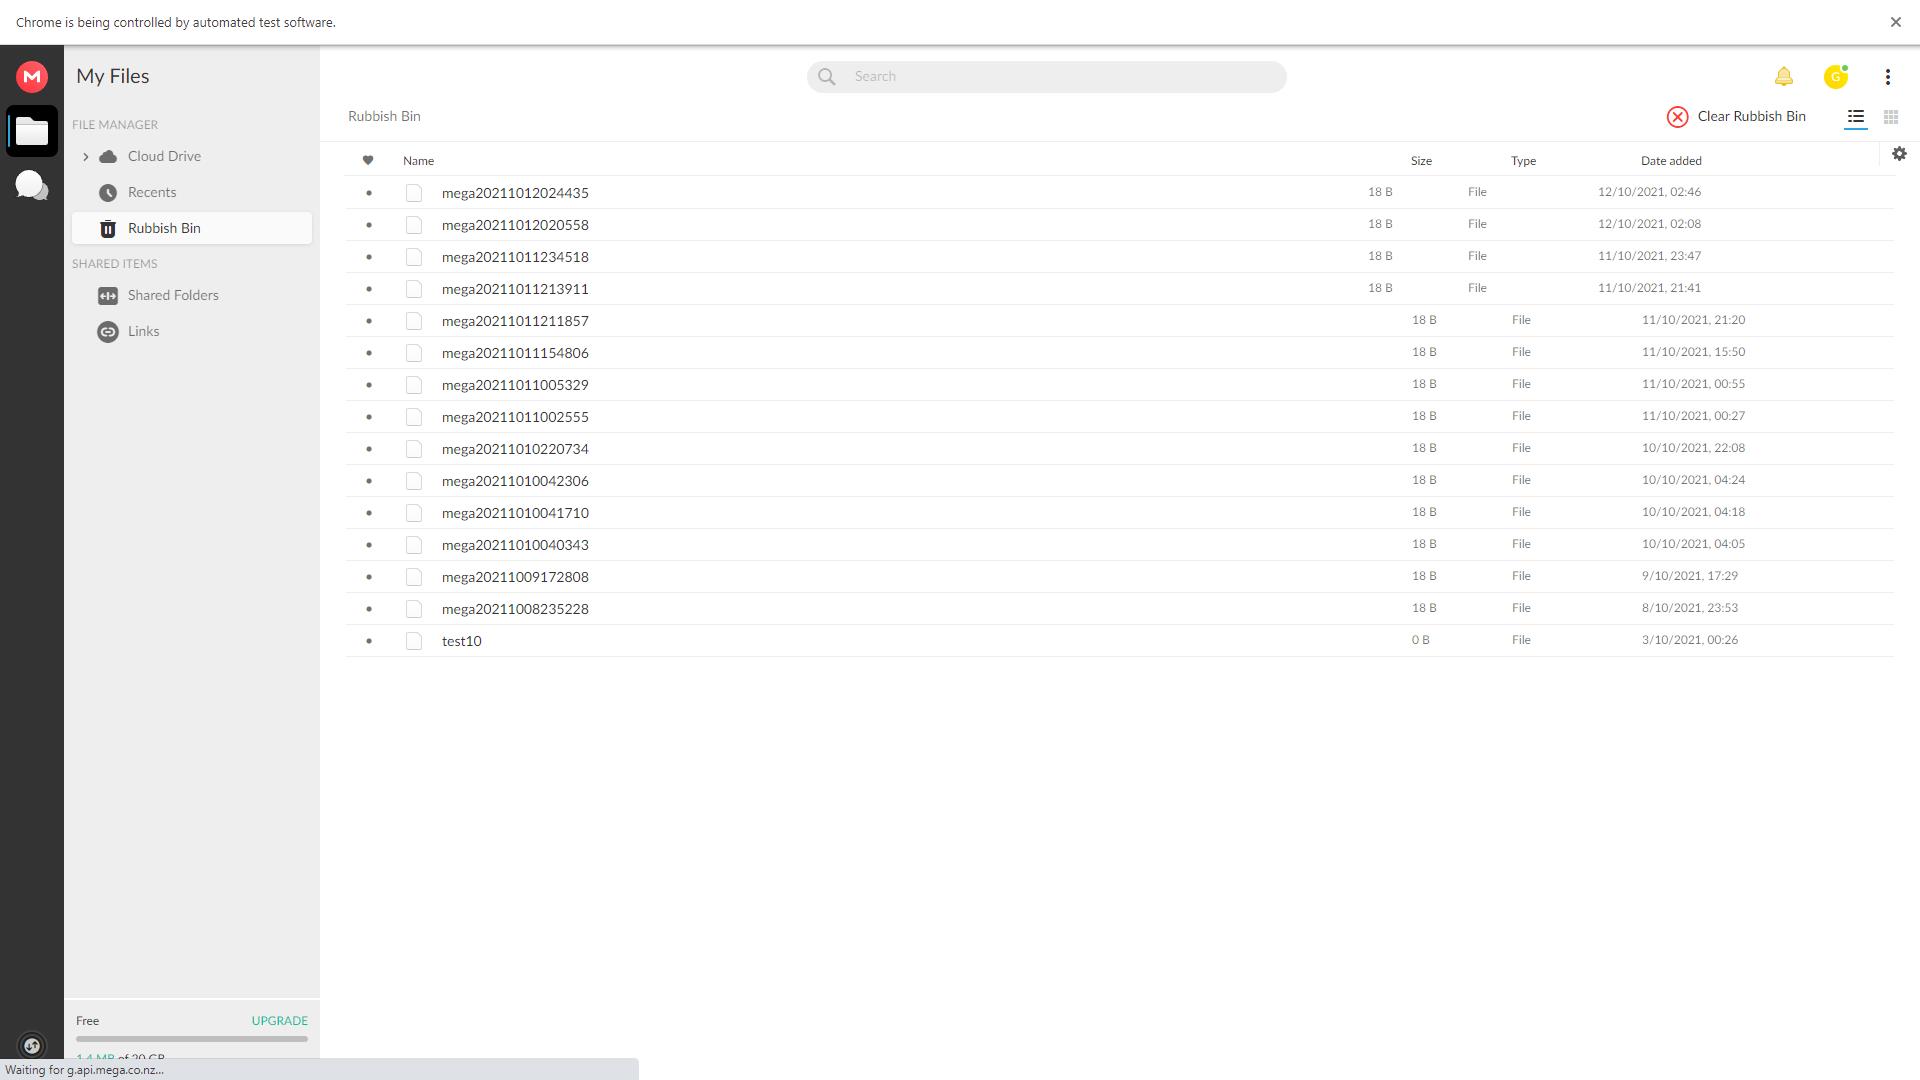 Chrome is being controlled by automated test software.
My Files
Search
G
Rubbish Bin
Clear Rubbish Bin
FILE MANAGER
Cloud Drive
Recents
Rubbish Bin
SHARED ITEMS
Shared Folders
Links
Name Size Type Date added
mega20211012024435 18 B File 12/10/2021, 02:46
mega20211012020558 18 B File 12/10/2021, 02:08
mega20211011234518 18 B File 11/10/2021, 23:47
mega20211011213911 18 B File 11/10/2021, 21:41
mega20211011211857 18 B File 11/10/2021, 21:20
mega20211011154806 18 B File 11/10/2021, 15:50
mega20211011005329 18 B File 11/10/2021, 00:55
mega20211011002555 18 B File 11/10/2021, 00:27
mega20211010220734 18 B File 10/10/2021, 22:08
mega20211010042306 18 B File 10/10/2021, 04:24
mega20211010041710 18 B File 10/10/2021, 04:18
mega20211010040343 18 B File 10/10/2021, 04:05
mega20211009172808 18 B File 9/10/2021, 17:29
mega20211008235228 18 B File 8/10/2021, 23:53
test10 0 B File 3/10/2021, 00:26
Free UPGRADE
1.4 MB of 20 GB
Waiting for g.api.mega.co.nz...